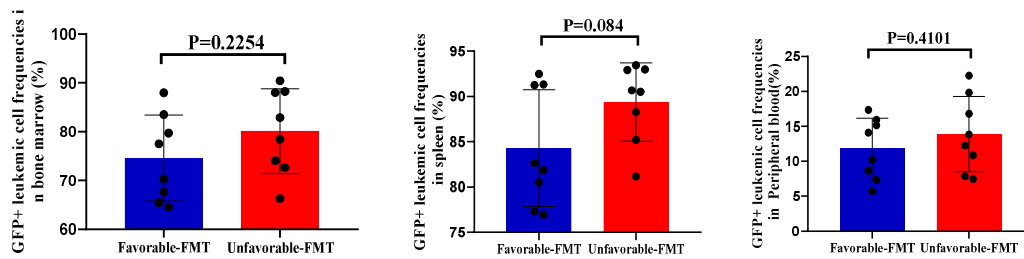 GFP+ leukemic cell frequencies i
n bone marrow (%)
100
90
80
70
60
P=0.2254
Favorable-FMT Unfavorable-FMT
GFP+ leukemic cell frequencies
in spleen (%)
95
90
85
80
75
P=0.084
Favorable-FMT Unfavorable-FMT
GFP+ leukemic cell frequencies
in Peripheral blood(%)
25
20
15
10
5
0
P=0.4101
Favorable-FMT Unfavorable-FMT